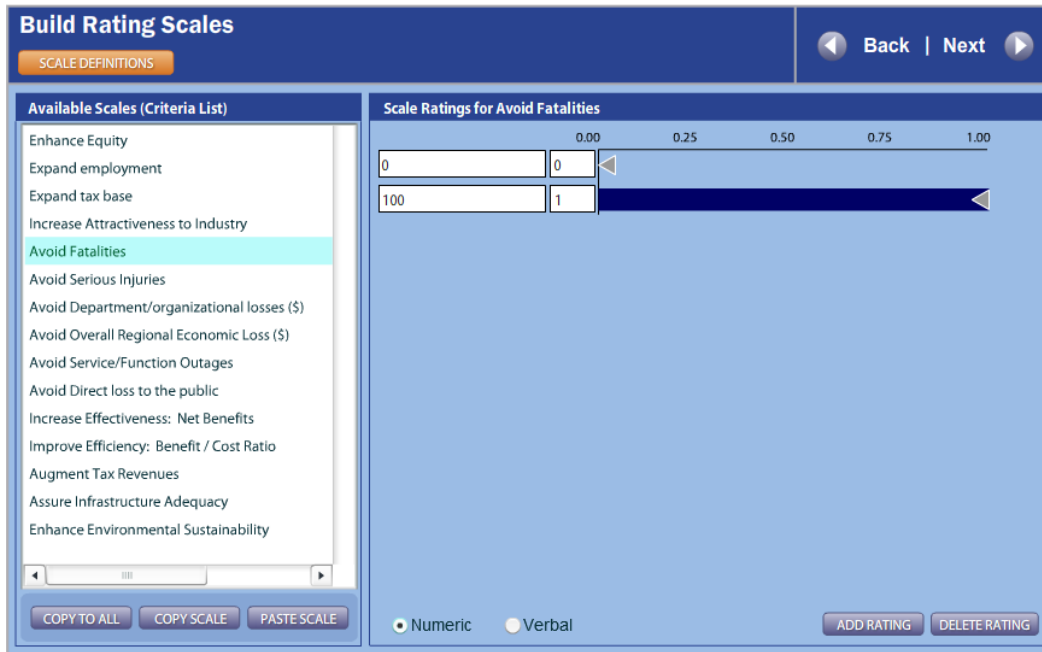 Build Rating Scales
SCALE DEFINITIONS
Back | Next
Available Scales (Criteria List)
Enhance Equity
Expand employment
Expand tax base
Increase Attractiveness to Industry
Avoid Fatalities
Avoid Serious Injuries
Avoid Department/organizational losses ($)
Avoid Overall Regional Economic Loss ($)
Avoid Service/Function Outages
Avoid Direct loss to the public
Increase Effectiveness: Net Benefits
Improve Efficiency: Benefit / Cost Ratio
Augment Tax Revenues
Assure Infrastructure Adequacy
Enhance Environmental Sustainability
COPY TO ALL COPY SCALE PASTE SCALE
Scale Ratings for Avoid Fatalities
0.00 0.25 0.50 0.75 1.00
0 0
100 1
Numeric Verbal
ADD RATING DELETE RATING